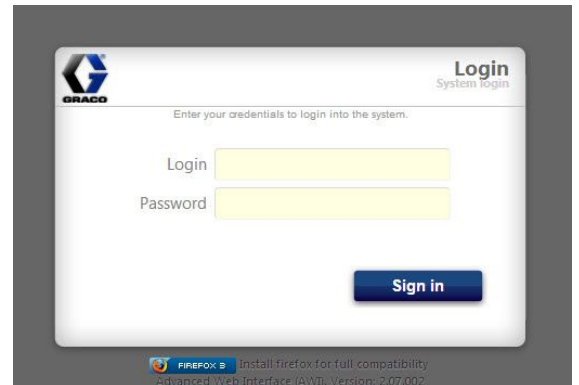 GRACO
Login
System login
Enter your credentials to login into the system.
Login
Password
Sign in
FIREFOX 3 Install firefox for full compatibility
Advanced Web Interface (AWI). Version: 2.07.002